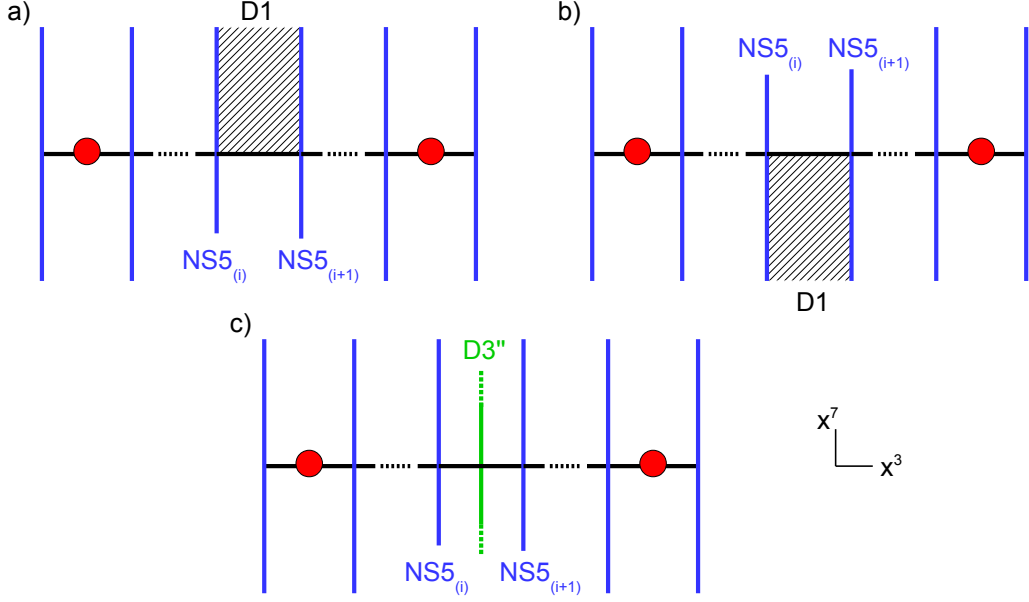 a)
D1
NS5(i)
NS5(i+1)
b)
NS5(i)
NS5(i+1)
D1
c)
D3"
NS5(i)
NS5(i+1)
x7
x3